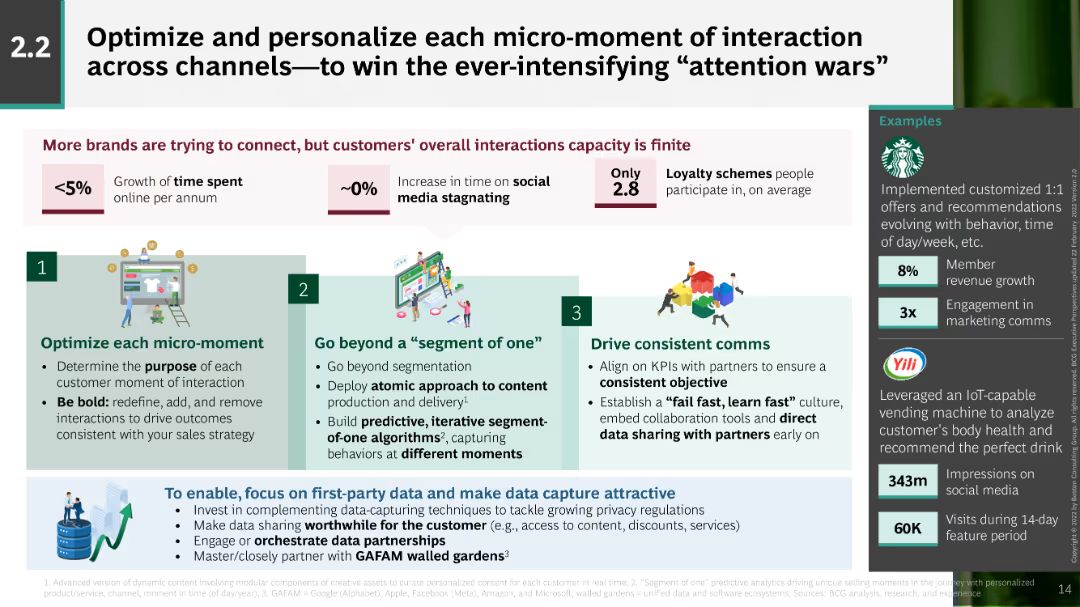 2.2
Optimize and personalize each micro-moment of interaction
across channels—to win the ever-intensifying “attention wars”
More brands are trying to connect, but customers' overall interactions capacity is finite
<5%
Growth of time spent
online per annum
~0%
Increase in time on social
media stagnating
Only
2.8
Loyalty schemes people
participate in, on average
1
Optimize each micro-moment
• Determine the purpose of each
customer moment of interaction
• Be bold: redefine, add, and remove
interactions to drive outcomes
consistent with your sales strategy
2
Go beyond a “segment of one”
• Go beyond segmentation
• Deploy atomic approach to content
production and delivery1
• Build predictive, iterative segment-
of-one algorithms2, capturing
behaviors at different moments
3
Drive consistent comms
• Align on KPIs with partners to ensure a
consistent objective
• Establish a “fail fast, learn fast” culture,
embed collaboration tools and direct
data sharing with partners early on
To enable, focus on first-party data and make data capture attractive
• Invest in complementing data-capturing techniques to tackle growing privacy regulations
• Make data sharing worthwhile for the customer (e.g., access to content, discounts, services)
• Engage or orchestrate data partnerships
• Master/closely partner with GAFAM walled gardens3
Examples
Implemented customized 1:1
offers and recommendations
evolving with behavior, time
of day/week, etc.
8%
Member
revenue growth
3x
Engagement in
marketing comms
Yili
Leveraged an IoT-capable
vending machine to analyze
customer's body health and
recommend the perfect drink
343m
Impressions on
social media
60K
Visits during 14-day
feature period
1. Advanced version of dynamic content involving modular components of creative assets to curate personalized content for each customer in real time; 2. "Segment of one" predictive analytics driving unique selling moments in the journey with personalized
product/service, channel, moment in time (of day/year); 3. GAFAM = Google (Alphabet), Apple, Facebook (Meta), Amazon, and Microsoft, walled gardens = unified data and software ecosystems; Sources: BCG analysis, research, and experience
14
Copyright © 2022 by Boston Consulting Group. All rights reserved. BCG Executive Perspectives updated 22 February 2022 Version 2.0